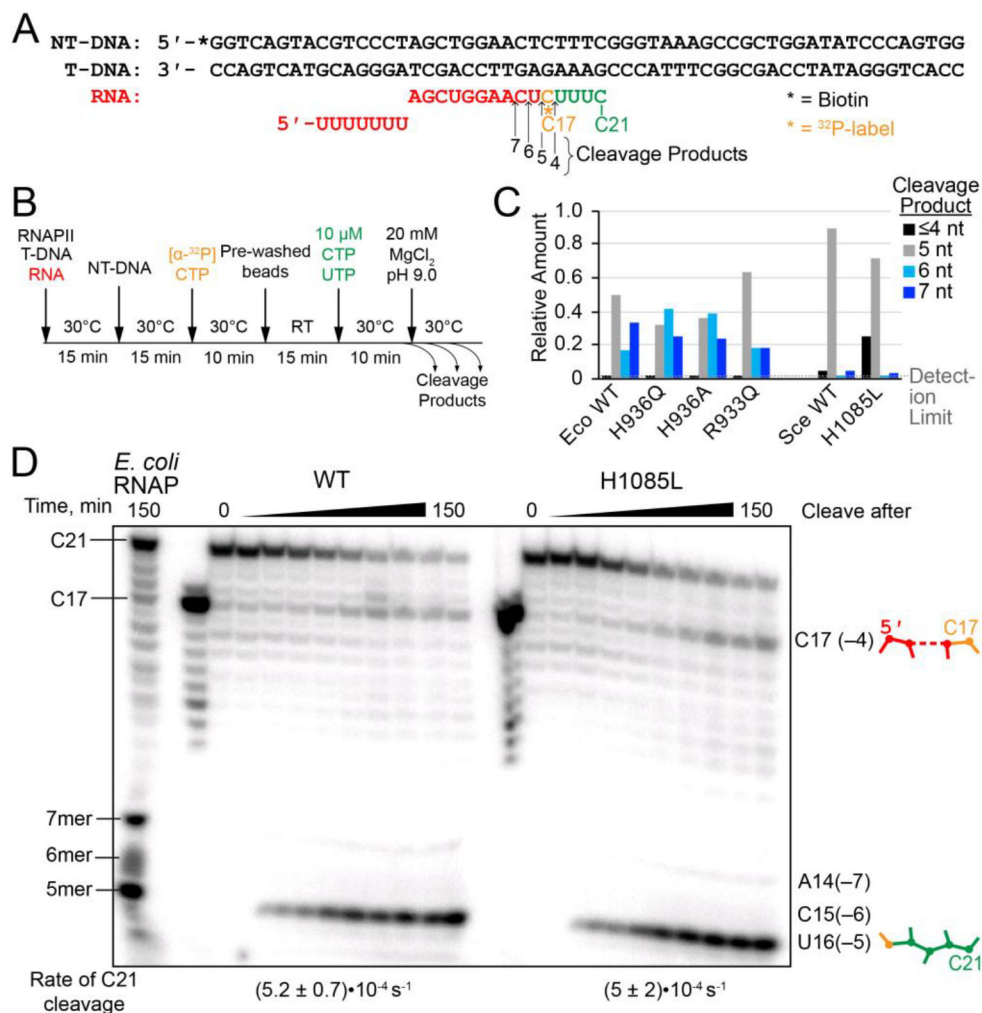 A
NT-DNA: 5′-*GGTCAGTACGTCCCTAGCTGGAACTCTTTCGGGTAAAGCCGCTGGATATCCCAGTGG
T-DNA: 3′-CCAGTCATGCAGGGATCGACCTTGAGAAAGCCCATTTCGGCGACCTATAGGGTCACC
RNA: AGCUGGAACUCUUUC
5′-UUUUUUU
* C17 C21
7 6 5 4 Cleavage Products
* = Biotin
* = ³²P-label
B
RNAPII
T-DNA
RNA
NT-DNA
[α-³²P]
CTP
Pre-washed
beads
10 µM
CTP
UTP
20 mM
MgCl₂
pH 9.0
30°C 30°C 30°C RT 30°C 30°C
15 min 15 min 10 min 15 min 10 min
Cleavage
Products
C
Relative Amount
1.0
0.8
0.6
0.4
0.2
0
Eco WT H936Q H936A R933Q Sce WT H1085L
Cleavage
Product
≤4 nt
5 nt
6 nt
7 nt
Detect-
ion
Limit
D
E. coli
RNAP WT H1085L
Time, min 150 0 150 0 150 Cleave after
C21
C17
7mer
6mer
5mer
C17 (–4)
5′ C17
A14(–7)
C15(–6)
U16(–5)
C21
Rate of C21
cleavage
(5.2 ± 0.7)•10⁻⁴ s⁻¹ (5 ± 2)•10⁻⁴ s⁻¹